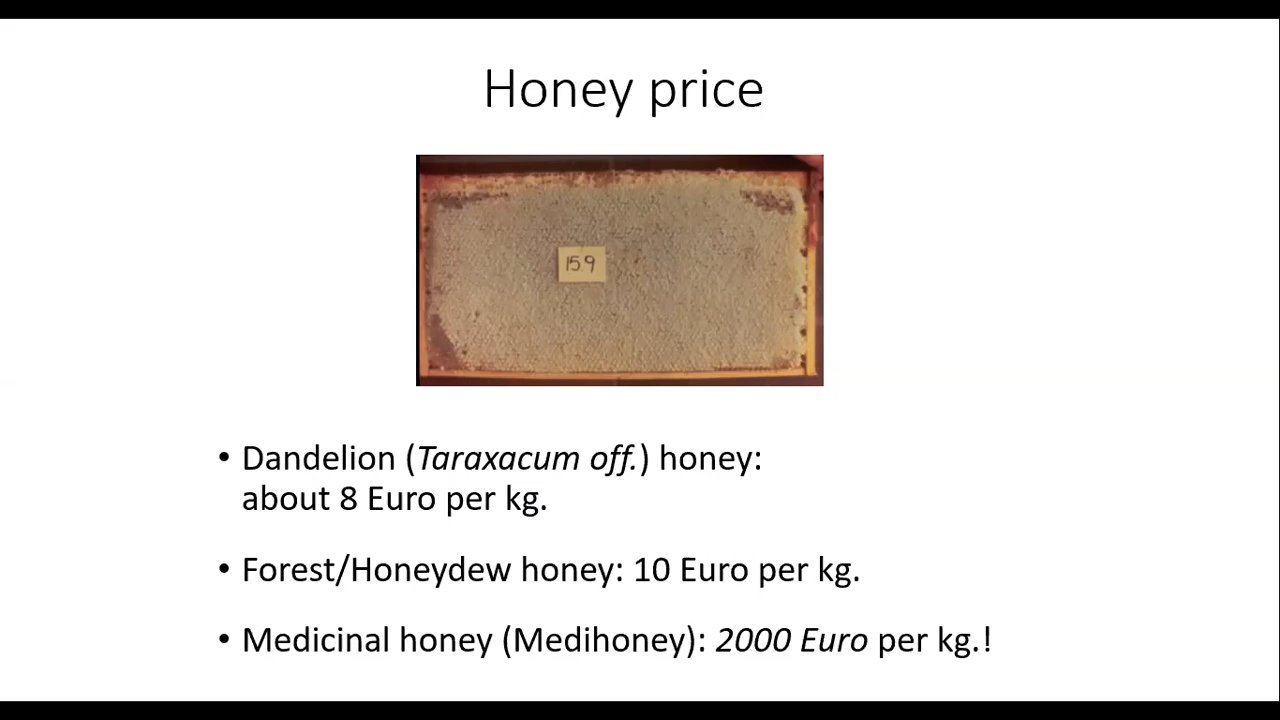 Honey price
15.9
• Dandelion (Taraxacum off.) honey:
about 8 Euro per kg.
• Forest/Honeydew honey: 10 Euro per kg.
• Medicinal honey (Medihoney): 2000 Euro per kg.!